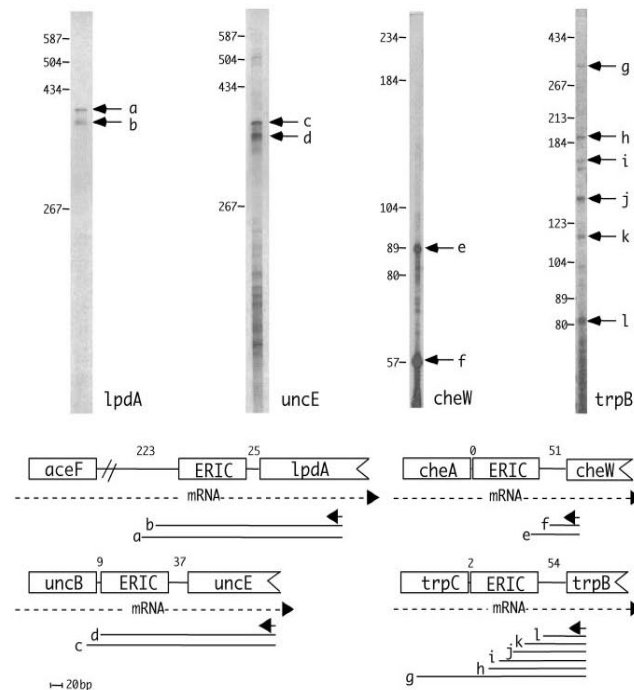 587–
504–
434–
267–
a
b
lpdA
587–
504–
434–
267–
c
d
uncE
234–
184–
104–
89–
80–
57–
e
f
cheW
434–
267–
213–
184–
123–
104–
89–
80–
g
h
i
j
k
l
trpB
223 25
aceF ERIC lpdA
mRNA
b
a
0 51
cheA ERIC cheW
mRNA
f
e
9 37
uncB ERIC uncE
mRNA
d
c
2 54
trpC ERIC trpB
mRNA
l
k
j
i
h
g
20bp